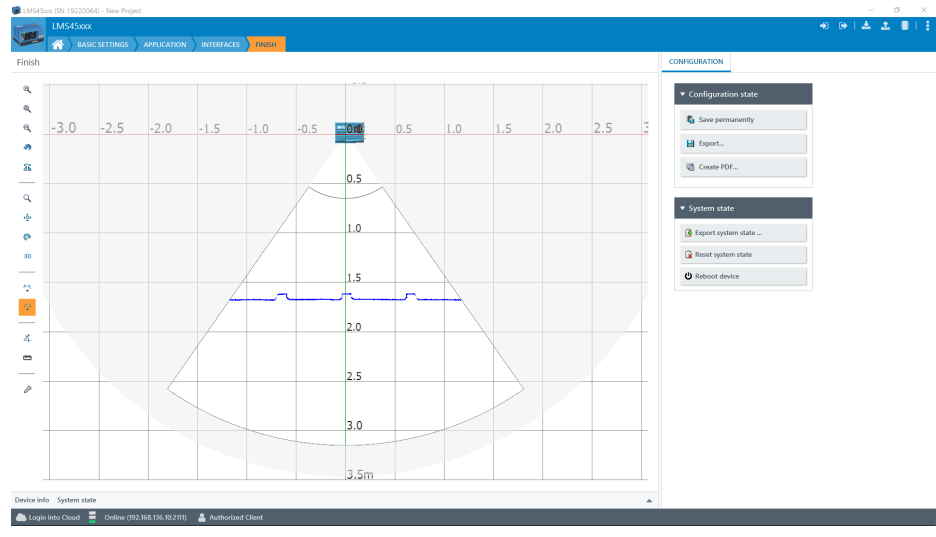 LMS45xxx (SN 19220064) - New Project
LMS45xxx
BASIC SETTINGS APPLICATION INTERFACES FINISH
Finish
CONFIGURATION
Configuration state
Save permanently
Export...
Create PDF...
System state
Export system state ...
Reset system state
Reboot device
-3.0 -2.5 -2.0 -1.5 -1.0 -0.5 0.0 0.5 1.0 1.5 2.0 2.5
0.5
1.0
1.5
2.0
2.5
3.0
3.5m
3D
Device info System state
Login into Cloud Online (192.168.136.10:2111) Authorized Client